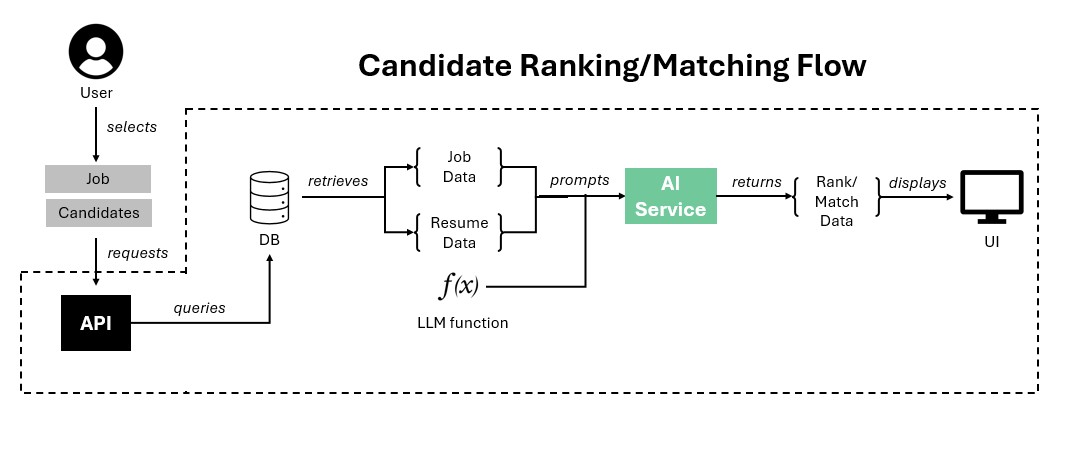 Candidate Ranking/Matching Flow
User
selects
Job
Candidates
requests
API
queries
DB
retrieves
Job
Data
Resume
Data
f(x)
LLM function
prompts
AI
Service
returns
Rank/
Match
Data
displays
UI